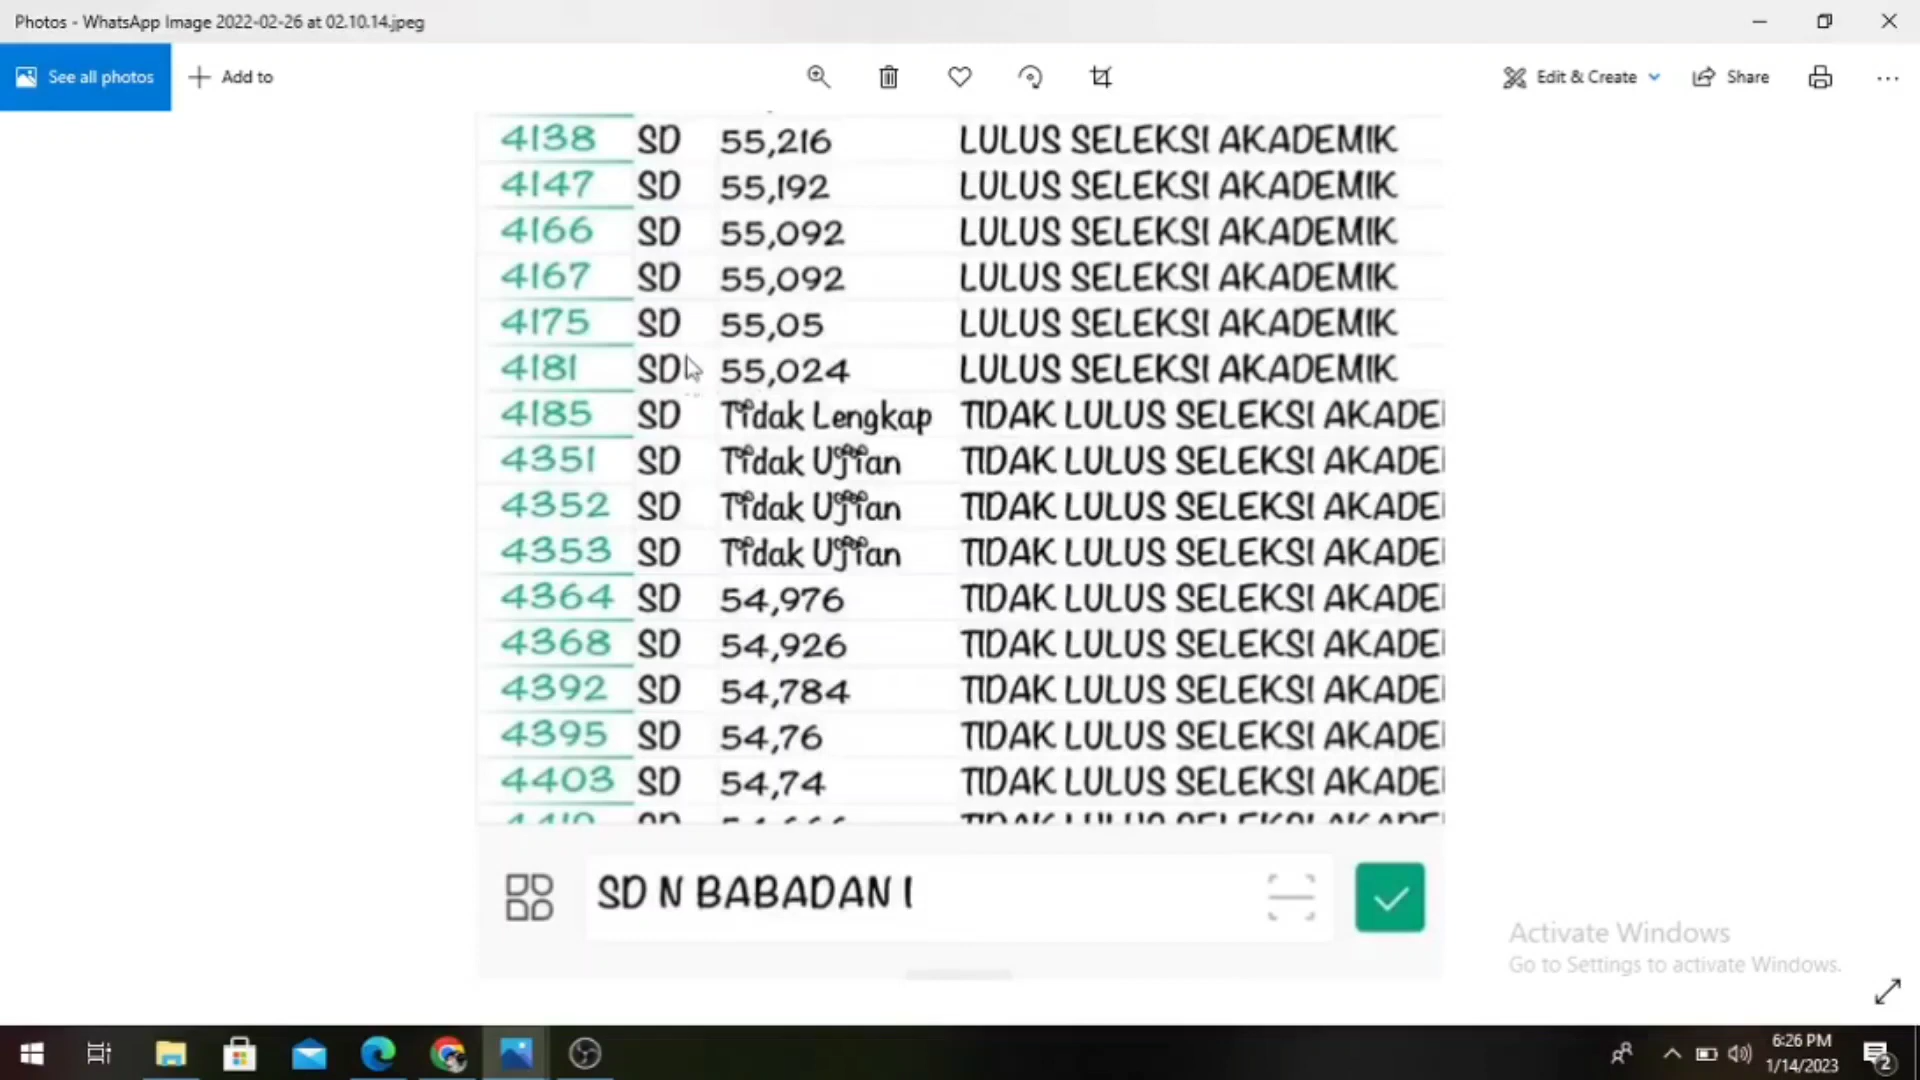 Photos - WhatsApp Image 2022-02-26 at 02.10.14.jpeg
See all photos
Add to
Edit & Create
Share
4138 SD 55,216 LULUS SELEKSI AKADEMIK
4147 SD 55,192 LULUS SELEKSI AKADEMIK
4166 SD 55,092 LULUS SELEKSI AKADEMIK
4167 SD 55,092 LULUS SELEKSI AKADEMIK
4175 SD 55,05 LULUS SELEKSI AKADEMIK
4181 SD 55,024 LULUS SELEKSI AKADEMIK
4185 SD Tidak Lengkap TIDAK LULUS SELEKSI AKADE
4351 SD Tidak Ujian TIDAK LULUS SELEKSI AKADE
4352 SD Tidak Ujian TIDAK LULUS SELEKSI AKADE
4353 SD Tidak Ujian TIDAK LULUS SELEKSI AKADE
4364 SD 54,976 TIDAK LULUS SELEKSI AKADE
4368 SD 54,926 TIDAK LULUS SELEKSI AKADE
4392 SD 54,784 TIDAK LULUS SELEKSI AKADE
4395 SD 54,76 TIDAK LULUS SELEKSI AKADE
4403 SD 54,74 TIDAK LULUS SELEKSI AKADE
SD N BABADAN 1
Activate Windows
Go to Settings to activate Windows.
6:26 PM
1/14/2023
2